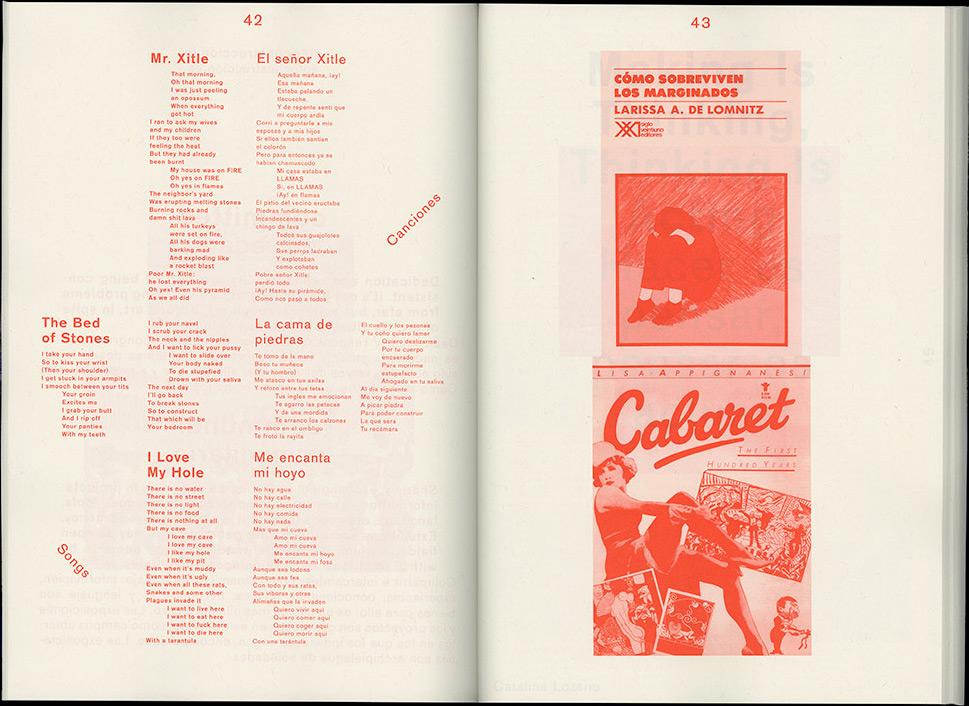 42
Mr. Xitle
That morning,
Oh that morning
I was just peeling
an opossum
When everything
got hot
I ran to ask my wives
and my children
If they too were
feeling the heat
But they had already
been burnt
My house was on FIRE
Oh yes on FIRE
Oh yes in flames
The neighbor's yard
Was erupting melting stones
Burning rocks and
damn shit lava
All his turkeys
were set on fire,
All his dogs were
barking mad
And exploding like
a rocket blast
Poor Mr. Xitle:
he lost everything
Oh yes! Even his pyramid
As we all did
El señor Xitle
Aquella mañana, ¡ay!
Esa mañana
Estaba pelando un
tlacuache.
Y de repente sentí que
mi cuerpo ardía
Corrí a preguntarle a mis
esposas y a mis hijos
Si ellos también sentían
el calorón
Pero para entonces ya se
habían chamuscado
Mi casa estaba en
LLAMAS
Sí, en LLAMAS
¡Ay! en flamas
El patio del vecino eructaba
Piedras fundiéndose
Incandescentes y un
chingo de lava
Todos sus guajolotes
calcinados,
Sus perros ladraban
Y explotaban
como cohetes
Pobre señor Xitle:
perdió todo
¡Ay! Hasta su pirámide,
Como nos pasó a todos
Canciones
The Bed
of Stones
I take your hand
So to kiss your wrist
(Then your shoulder)
I get stuck in your armpits
I smooch between your tits
Your groin
Excites me
I grab your butt
And I rip off
Your panties
With my teeth
I rub your navel
I scrub your crack
The neck and the nipples
And I want to lick your pussy
I want to slide over
Your body naked
To die stupefied
Drown with your saliva
The next day
I'll go back
To break stones
So to construct
That which will be
Your bedroom
La cama de
piedras
Te tomo de la mano
Beso tu muñeca
(Y tu hombro)
Me atasco en tus axilas
Y retozo entre tus tetas
Tus ingles me emocionan
Te agarro las petacas
Y de una mordida
Te arranco los calzones
Te rasco en el ombligo
Te froto la rayita
El cuello y los pezones
Y tu coño quiero lamer
Quiero deslizarme
Por tu cuerpo
encuerado
Para morirme
estupefacto
Ahogado en tu saliva
Al día siguiente
Me voy de nuevo
A picar piedra
Para poder construir
La que será
Tu recámara
I Love
My Hole
There is no water
There is no street
There is no light
There is no food
There is nothing at all
But my cave
I love my cave
I love my cave
I like my hole
I like my pit
Even when it's muddy
Even when it's ugly
Even when all these rats,
Snakes and some other
Plagues invade it
I want to live here
I want to eat here
I want to fuck here
I want to die here
With a tarantula
Me encanta
mi hoyo
No hay agua
No hay calle
No hay electricidad
No hay comida
No hay nada
Mas que mi cueva
Amo mi cueva
Amo mi cueva
Me encanta mi hoyo
Me encanta mi fosa
Aunque sea lodosa
Aunque sea fea
Con todo y sus ratas,
Sus víboras y otras
Alimañas que la invaden
Quiero vivir aquí
Quiero comer aquí
Quiero coger aquí
Quiero morir aquí
Con una tarántula
Songs
43
CÓMO SOBREVIVEN
LOS MARGINADOS
LARISSA A. DE LOMNITZ
siglo
veintiuno
editores
LISA APPIGNANESI
Cabaret
THE FIRST
HUNDRED YEARS